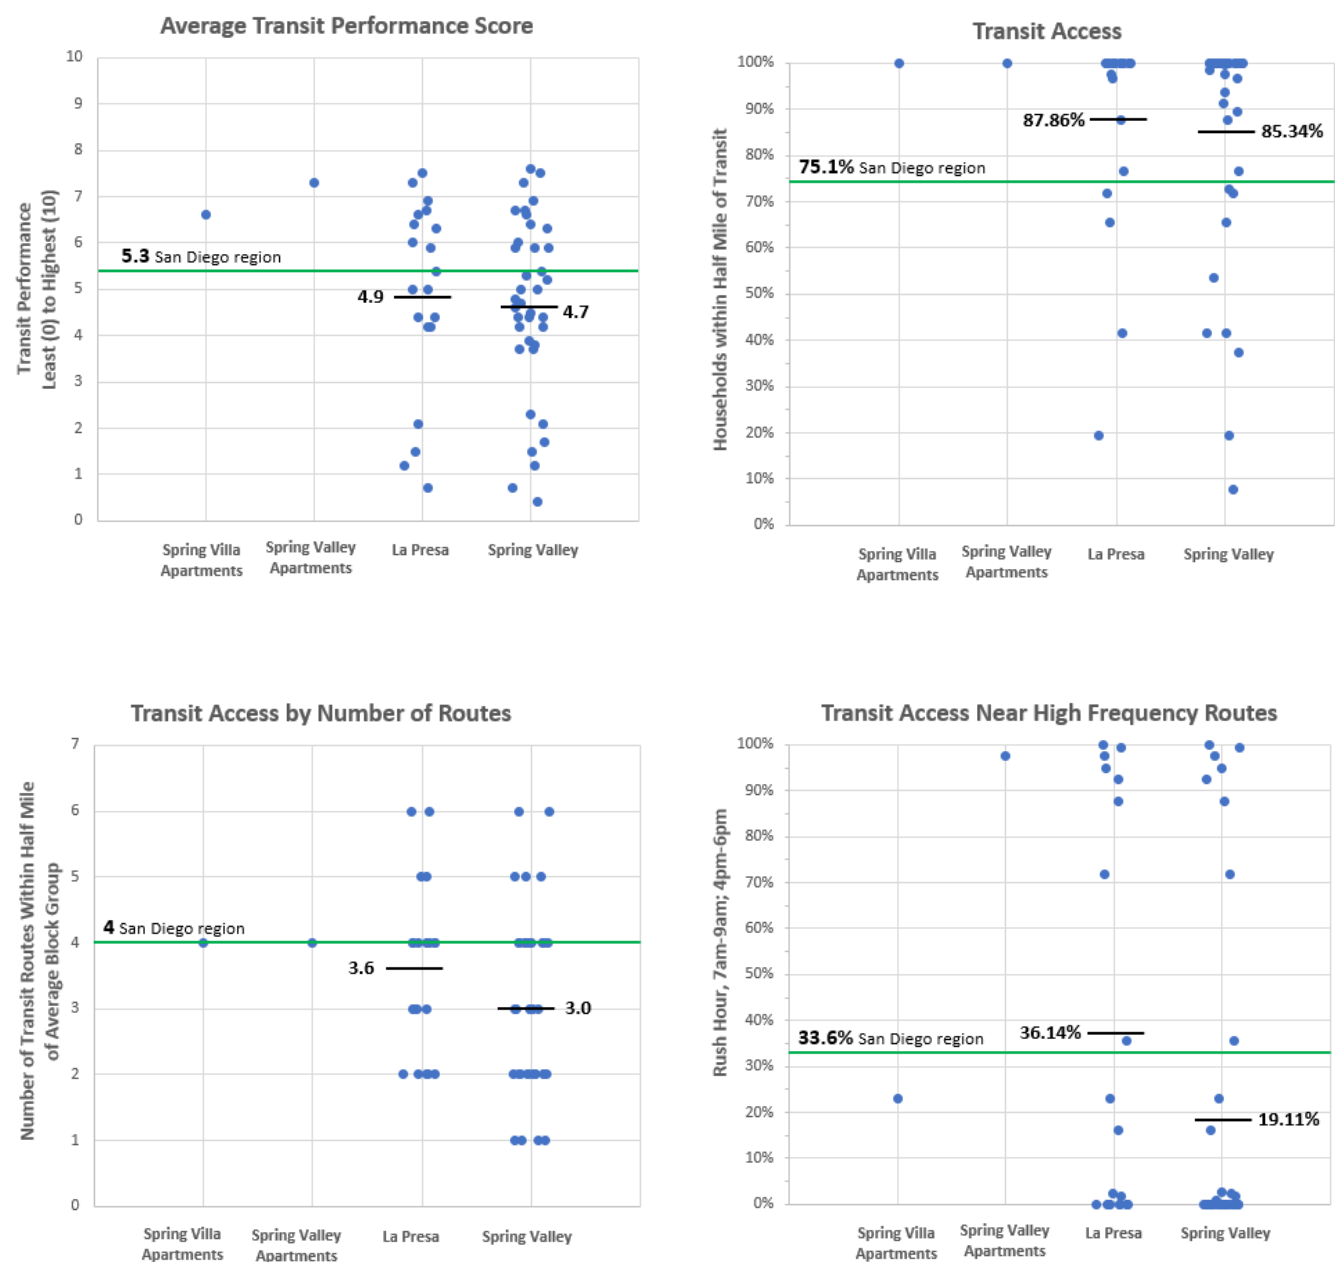 Average Transit Performance Score
Transit Performance
Least (0) to Highest (10)
10
9
8
7
6
5
4
3
2
1
0
5.3 San Diego region
4.9
4.7
Spring Villa
Apartments
Spring Valley
Apartments
La Presa
Spring Valley
Transit Access
Households within Half Mile of Transit
100%
90%
80%
70%
60%
50%
40%
30%
20%
10%
0%
75.1% San Diego region
87.86%
85.34%
Spring Villa
Apartments
Spring Valley
Apartments
La Presa
Spring Valley
Transit Access by Number of Routes
Number of Transit Routes Within Half Mile
of Average Block Group
7
6
5
4
3
2
1
0
4 San Diego region
3.6
3.0
Spring Villa
Apartments
Spring Valley
Apartments
La Presa
Spring Valley
Transit Access Near High Frequency Routes
Rush Hour, 7am-9am; 4pm-6pm
100%
90%
80%
70%
60%
50%
40%
30%
20%
10%
0%
33.6% San Diego region
36.14%
19.11%
Spring Villa
Apartments
Spring Valley
Apartments
La Presa
Spring Valley